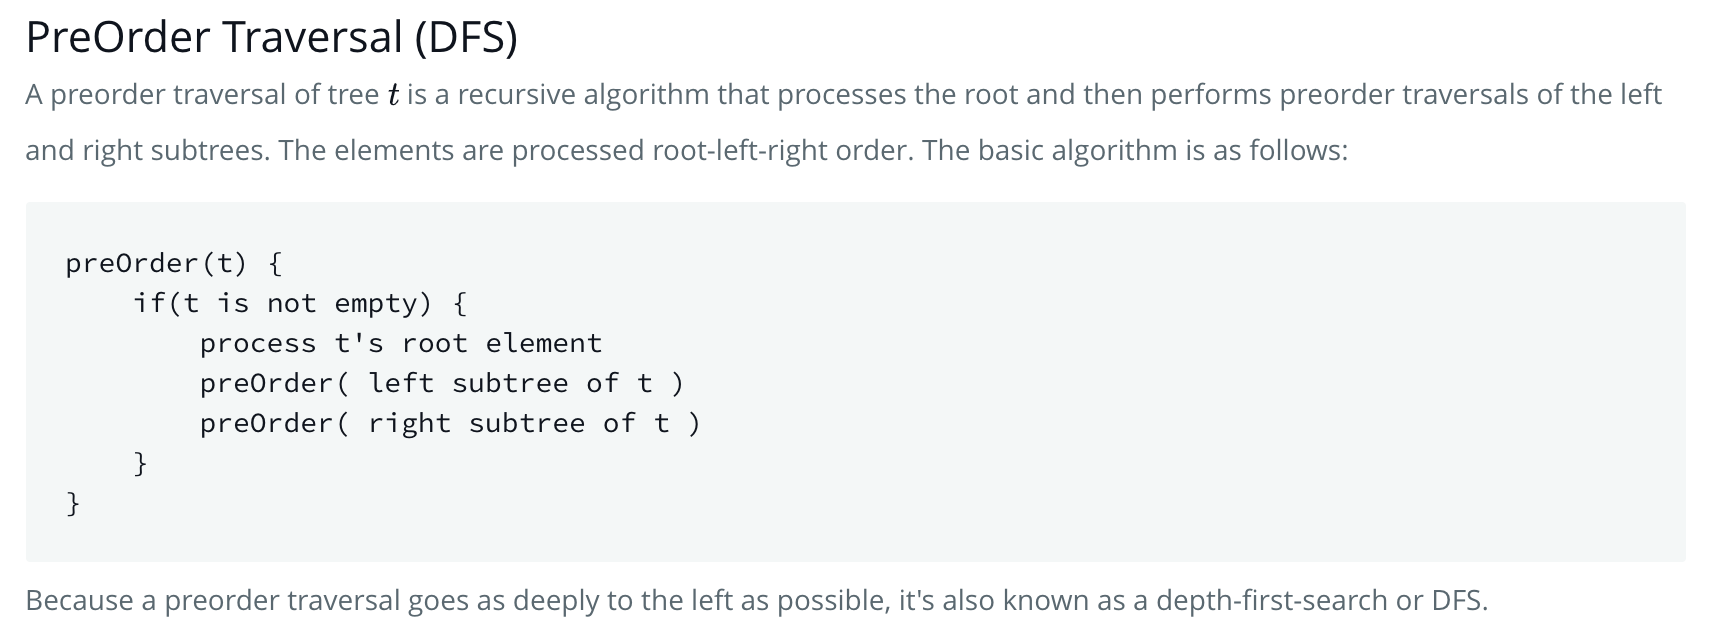 PreOrder Traversal (DFS)
A preorder traversal of tree t is a recursive algorithm that processes the root and then performs preorder traversals of the left
and right subtrees. The elements are processed root-left-right order. The basic algorithm is as follows:
preOrder(t) {
    if(t is not empty) {
        process t's root element
        preOrder( left subtree of t )
        preOrder( right subtree of t )
    }
}
Because a preorder traversal goes as deeply to the left as possible, it's also known as a depth-first-search or DFS.